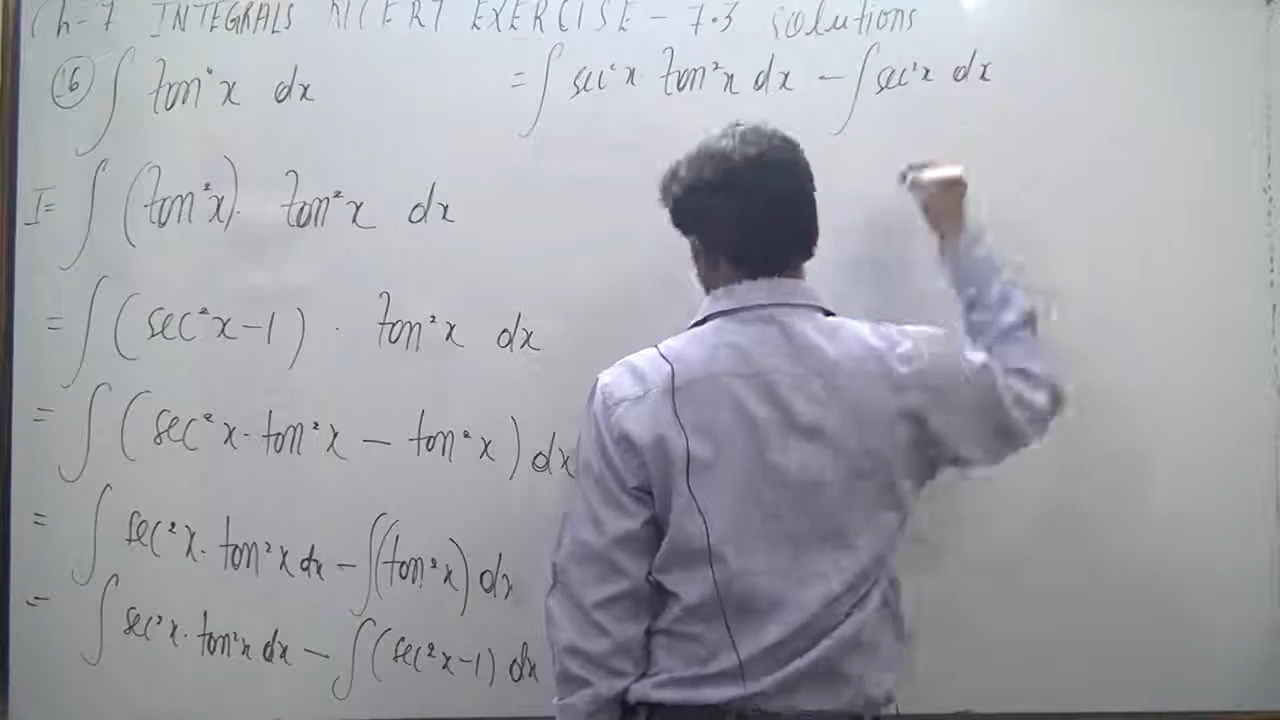 Ch-7 INTEGRALS NCERT EXERCISE - 7.3 solutions
(16) ∫ tan⁴x dx
I = ∫ (tan²x) · tan²x dx
= ∫ (sec²x-1) · tan²x dx
= ∫ (sec²x · tan²x - tan²x) dx
= ∫ sec²x · tan²x dx - ∫(tan²x) dx
= ∫ sec²x · tan²x dx - ∫(sec²x-1) dx
= ∫ sec²x · tan²x dx - ∫ sec²x dx